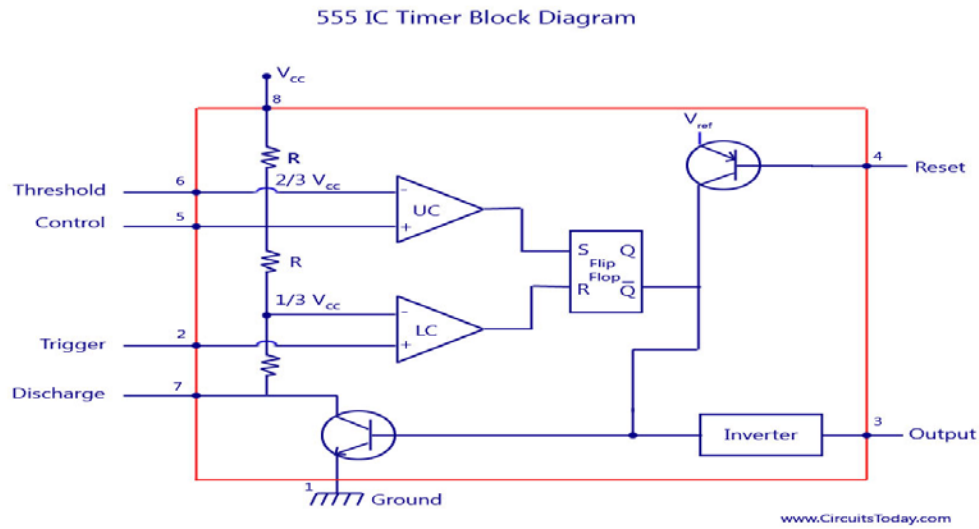 555 IC Timer Block Diagram
Vcc
8
R
Vref
4
Reset
Threshold
6
2/3 Vcc
-
UC
Control
5
+
S Q
Flip
Flop
R Q̅
R
1/3 Vcc
-
LC
Trigger
2
+
Discharge
7
Inverter
3
Output
1
Ground
www.CircuitsToday.com